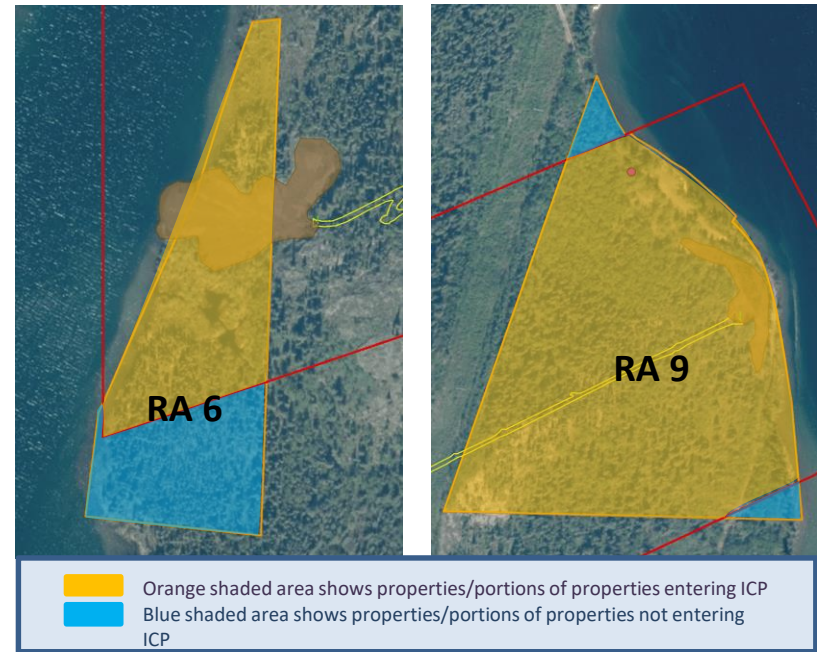 RA 6
RA 9
Orange shaded area shows properties/portions of properties entering ICP
Blue shaded area shows properties/portions of properties not entering
ICP